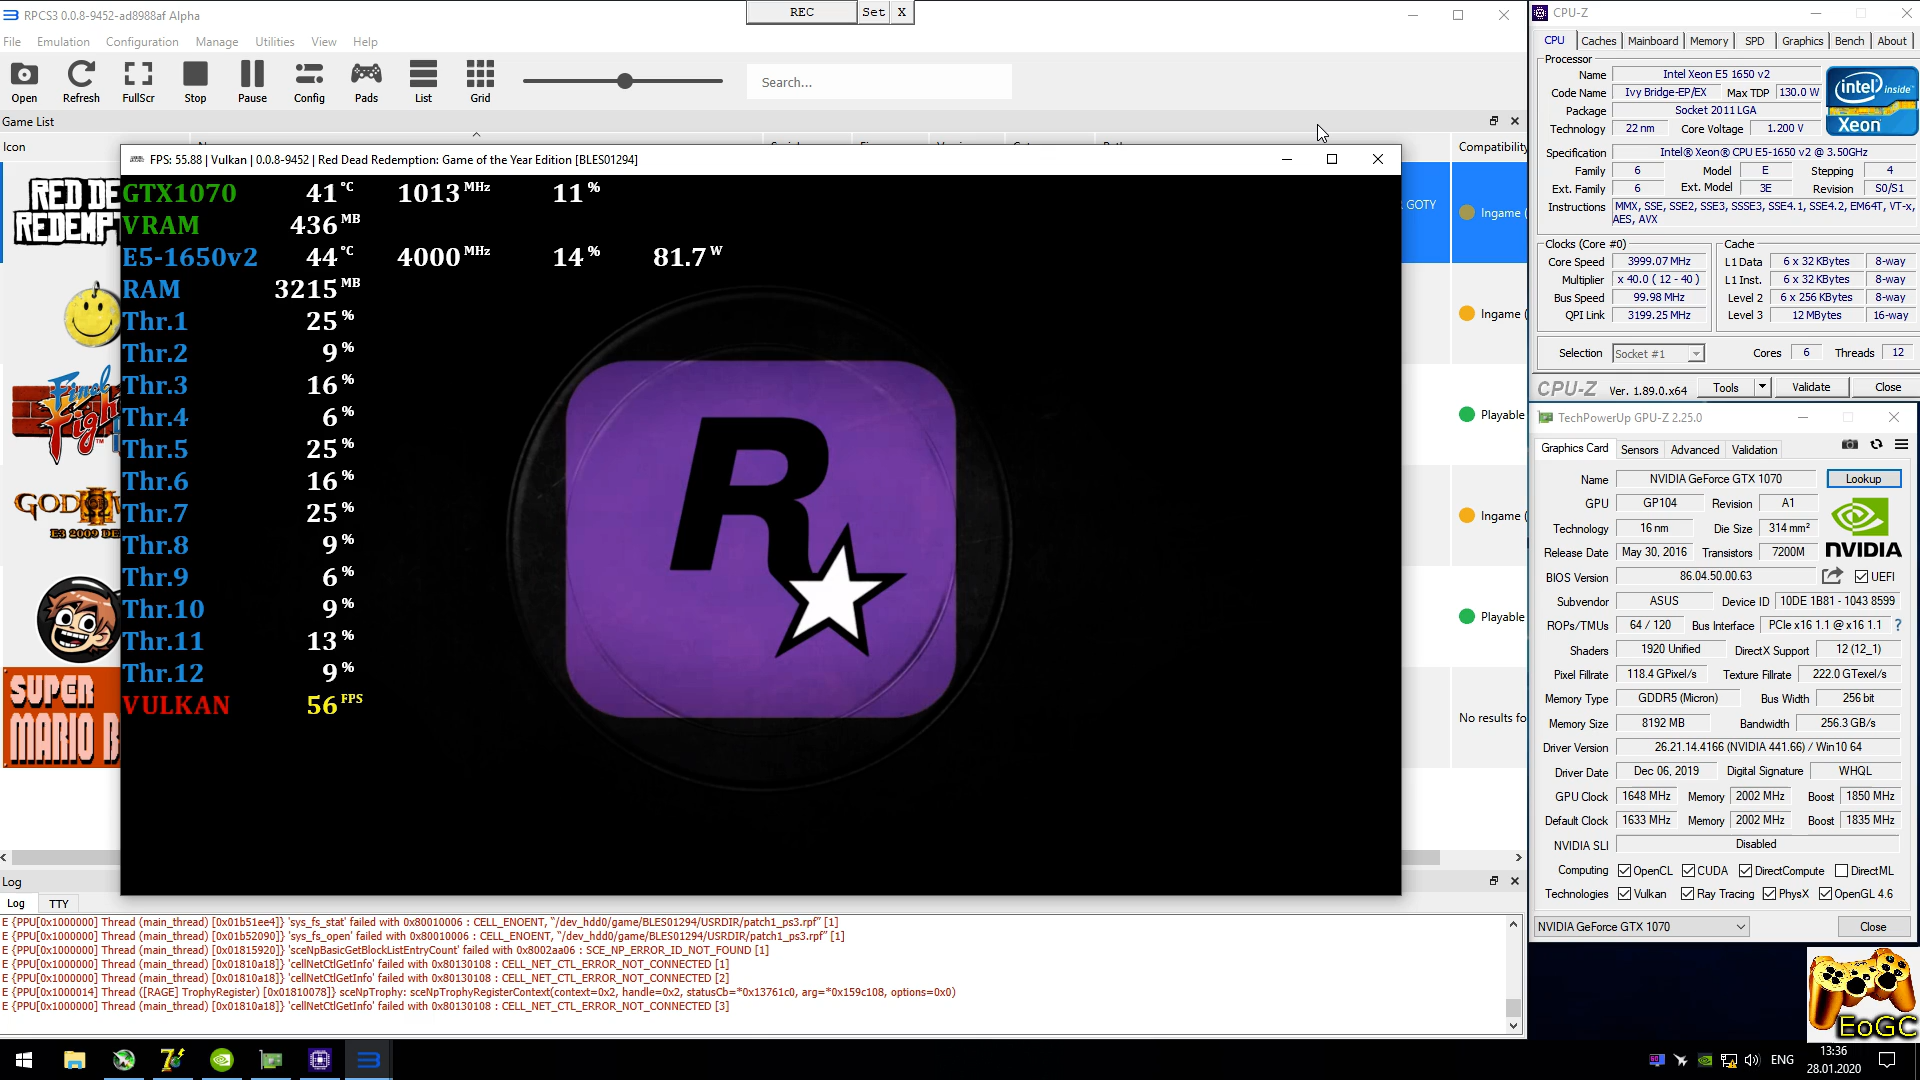 RPCS3 0.0.8-9452-ad8988af Alpha
REC Set X
File Emulation Configuration Manage Utilities View Help
Open Refresh FullScr Stop Pause Config Pads List Grid
Search...
Game List
Icon
Compatibility
FPS: 55.88 | Vulkan | 0.0.8-9452 | Red Dead Redemption: Game of the Year Edition [BLES01294]
GTX1070 41 °C 1013 MHz 11 %
VRAM 436 MB
E5-1650v2 44 °C 4000 MHz 14 % 81.7 W
RAM 3215 MB
Thr.1 25 %
Thr.2 9 %
Thr.3 16 %
Thr.4 6 %
Thr.5 25 %
Thr.6 16 %
Thr.7 25 %
Thr.8 9 %
Thr.9 6 %
Thr.10 9 %
Thr.11 13 %
Thr.12 9 %
VULKAN 56 FPS
R
RED DE
REDEMPT
Final
Fig
GOD
E3 2009 DE
SUPER
MARIO B
GOTY
Ingame (
Ingame (
Playable
Ingame (
Playable
No results fo
Log
Log TTY
E {PPU[0x1000000] Thread (main_thread) [0x01b51ee4]} 'sys_fs_stat' failed with 0x80010006 : CELL_ENOENT, “/dev_hdd0/game/BLES01294/USRDIR/patch1_ps3.rpf” [1]
E {PPU[0x1000000] Thread (main_thread) [0x01b52090]} 'sys_fs_open' failed with 0x80010006 : CELL_ENOENT, “/dev_hdd0/game/BLES01294/USRDIR/patch1_ps3.rpf” [1]
E {PPU[0x1000000] Thread (main_thread) [0x01815920]} 'sceNpBasicGetBlockListEntryCount' failed with 0x8002aa06 : SCE_NP_ERROR_ID_NOT_FOUND [1]
E {PPU[0x1000000] Thread (main_thread) [0x01810a18]} 'cellNetCtlGetInfo' failed with 0x80130108 : CELL_NET_CTL_ERROR_NOT_CONNECTED [1]
E {PPU[0x1000000] Thread (main_thread) [0x01810a18]} 'cellNetCtlGetInfo' failed with 0x80130108 : CELL_NET_CTL_ERROR_NOT_CONNECTED [2]
E {PPU[0x1000014] Thread ([RAGE] TrophyRegister) [0x01810078]} sceNpTrophy: sceNpTrophyRegisterContext(context=0x2, handle=0x2, statusCb=*0x13761c0, arg=*0x159c108, options=0x0)
E {PPU[0x1000000] Thread (main_thread) [0x01810a18]} 'cellNetCtlGetInfo' failed with 0x80130108 : CELL_NET_CTL_ERROR_NOT_CONNECTED [3]
CPU-Z
CPU Caches Mainboard Memory SPD Graphics Bench About
Processor
Name Intel Xeon E5 1650 v2
Code Name Ivy Bridge-EP/EX Max TDP 130.0 W
Package Socket 2011 LGA
Technology 22 nm Core Voltage 1.200 V
intel inside
Xeon
Specification Intel® Xeon® CPU E5-1650 v2 @ 3.50GHz
Family 6 Model E Stepping 4
Ext. Family 6 Ext. Model 3E Revision S0/S1
Instructions MMX, SSE, SSE2, SSE3, SSSE3, SSE4.1, SSE4.2, EM64T, VT-x,
AES, AVX
Clocks (Core #0) Cache
Core Speed 3999.07 MHz L1 Data 6 x 32 KBytes 8-way
Multiplier x 40.0 ( 12 - 40 ) L1 Inst. 6 x 32 KBytes 8-way
Bus Speed 99.98 MHz Level 2 6 x 256 KBytes 8-way
QPI Link 3199.25 MHz Level 3 12 MBytes 16-way
Selection Socket #1 Cores 6 Threads 12
CPU-Z Ver. 1.89.0.x64 Tools Validate Close
TechPowerUp GPU-Z 2.25.0
Graphics Card Sensors Advanced Validation
Name NVIDIA GeForce GTX 1070 Lookup
GPU GP104 Revision A1
Technology 16 nm Die Size 314 mm²
Release Date May 30, 2016 Transistors 7200M
NVIDIA
BIOS Version 86.04.50.00.63 UEFI
Subvendor ASUS Device ID 10DE 1B81 - 1043 8599
ROPs/TMUs 64 / 120 Bus Interface PCIe x16 1.1 @ x16 1.1 ?
Shaders 1920 Unified DirectX Support 12 (12_1)
Pixel Fillrate 118.4 GPixel/s Texture Fillrate 222.0 GTexel/s
Memory Type GDDR5 (Micron) Bus Width 256 bit
Memory Size 8192 MB Bandwidth 256.3 GB/s
Driver Version 26.21.14.4166 (NVIDIA 441.66) / Win10 64
Driver Date Dec 06, 2019 Digital Signature WHQL
GPU Clock 1648 MHz Memory 2002 MHz Boost 1850 MHz
Default Clock 1633 MHz Memory 2002 MHz Boost 1835 MHz
NVIDIA SLI Disabled
Computing OpenCL CUDA DirectCompute DirectML
Technologies Vulkan Ray Tracing PhysX OpenGL 4.6
NVIDIA GeForce GTX 1070 Close
EoGC
ENG 13:36
28.01.2020